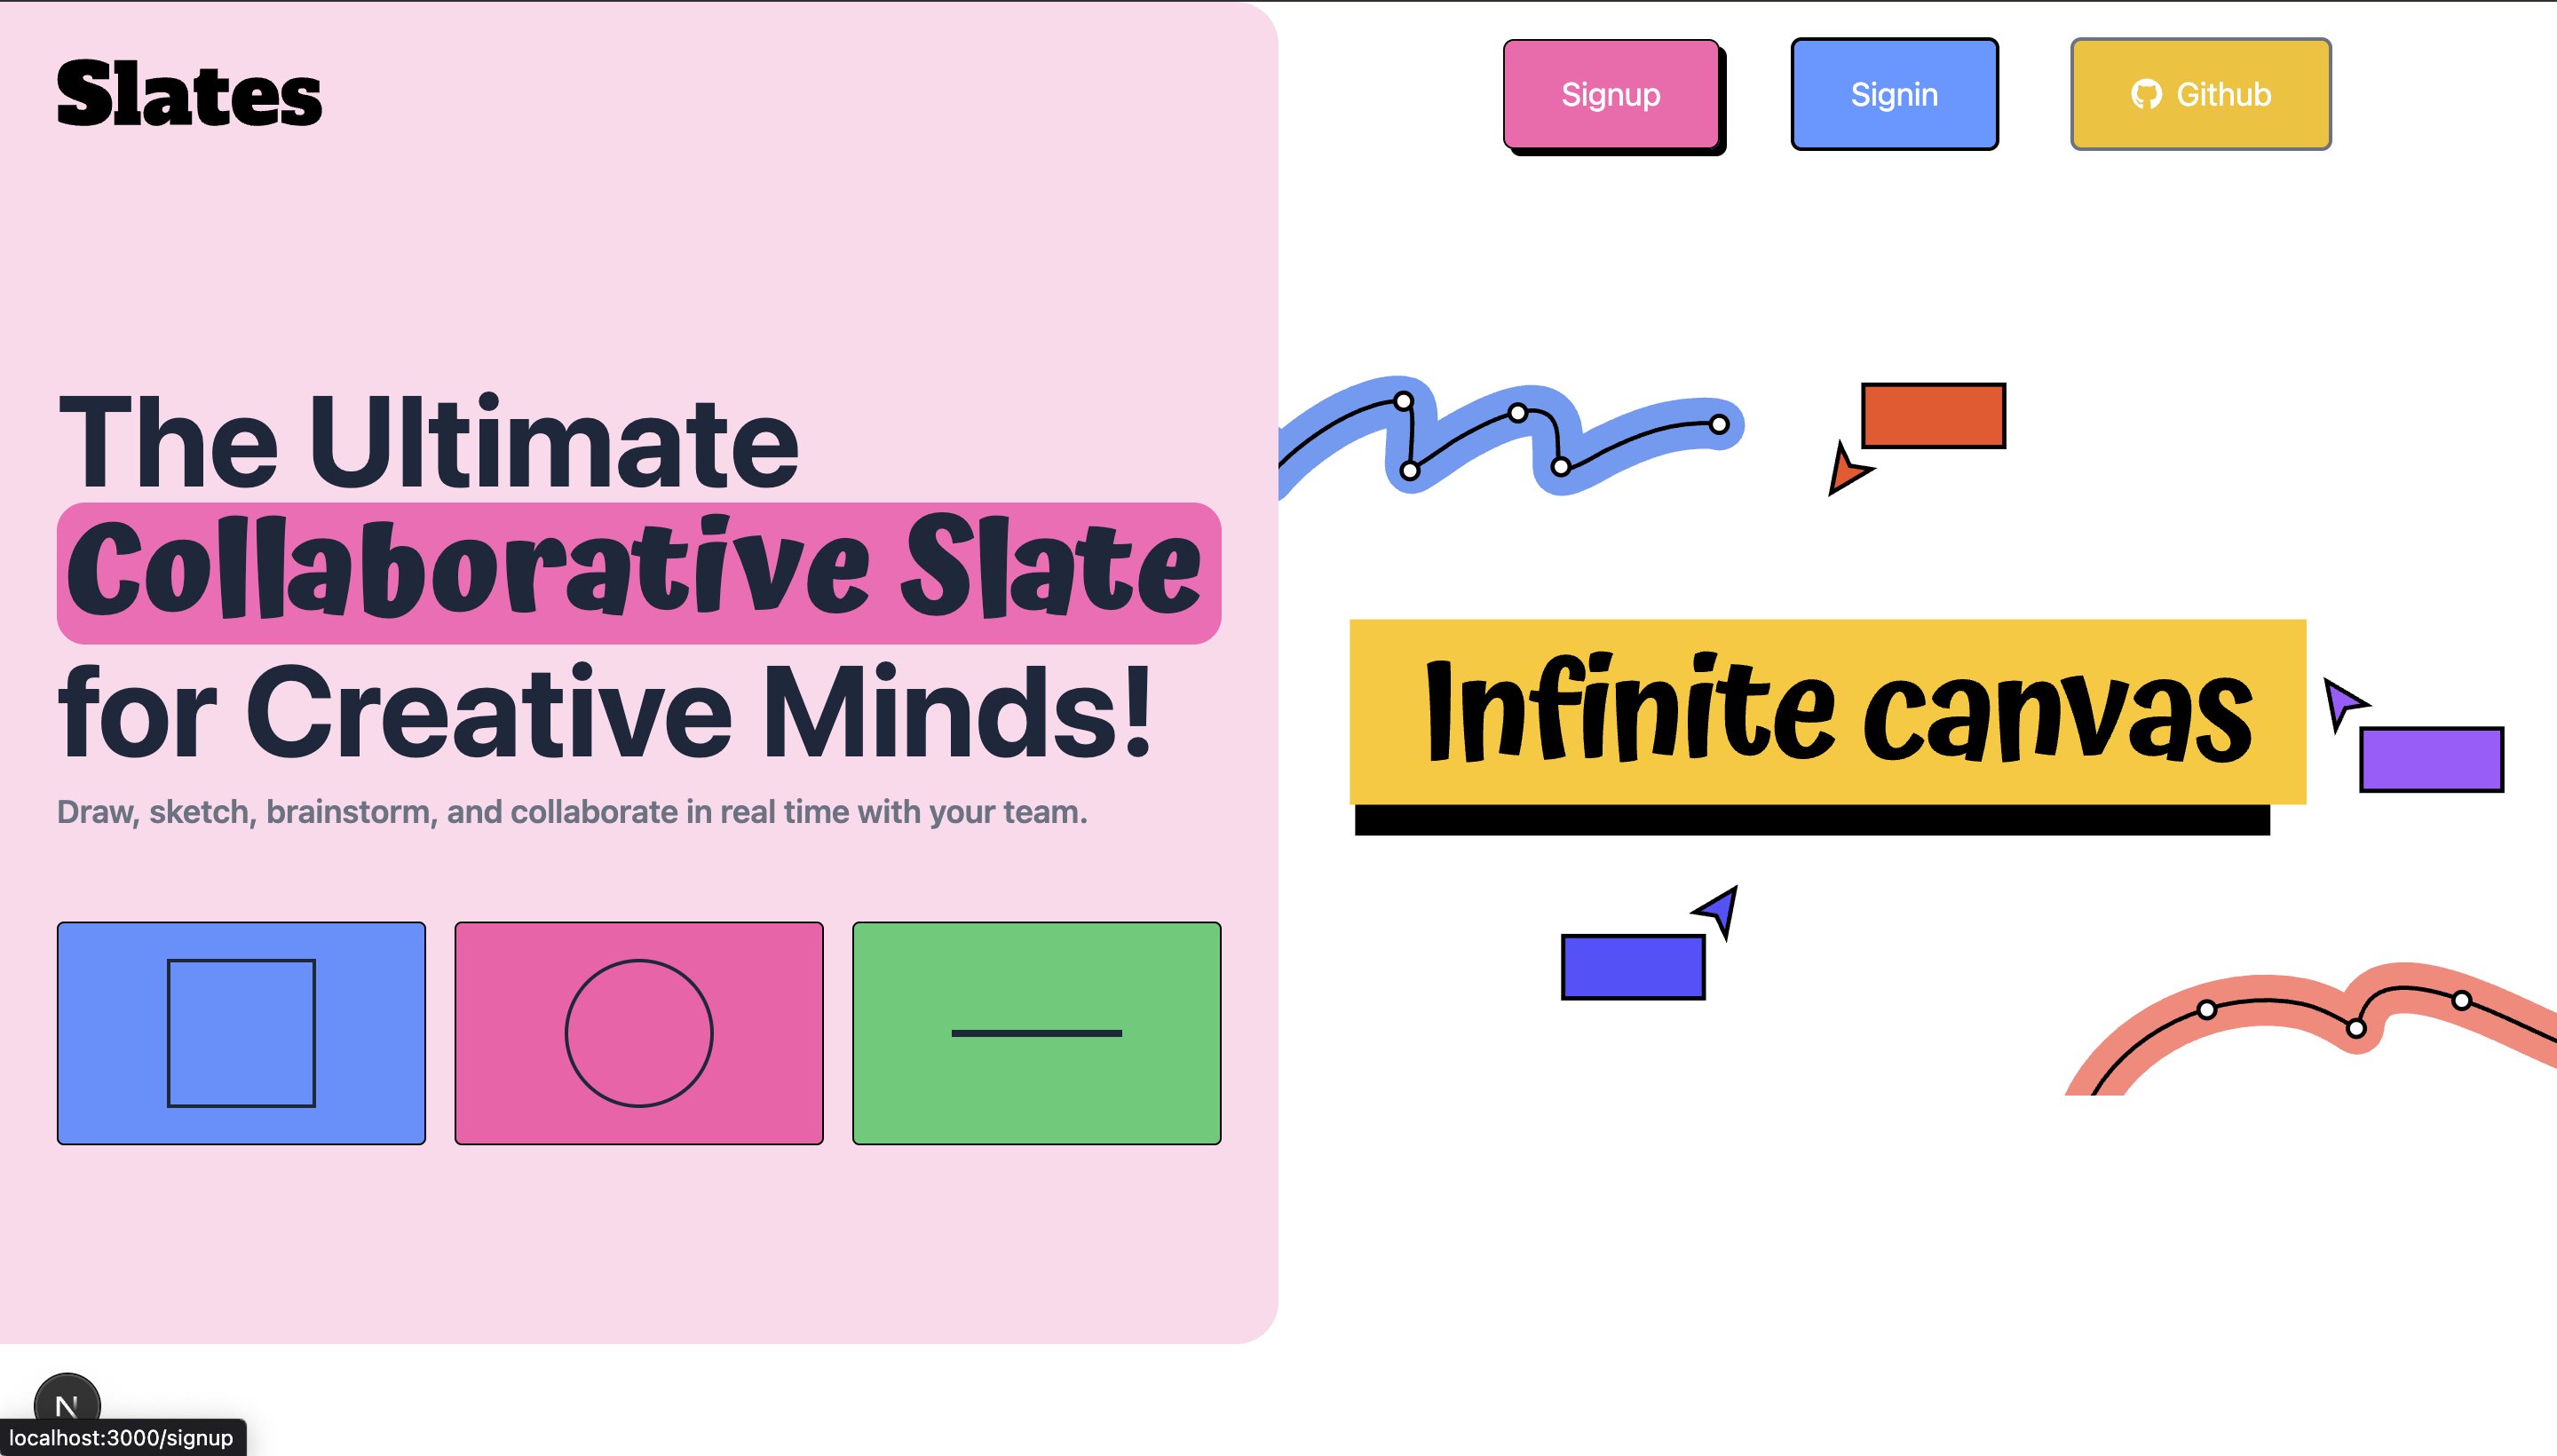 Slates
Signup
Signin
Github
The Ultimate
Collaborative Slate
for Creative Minds!
Draw, sketch, brainstorm, and collaborate in real time with your team.
Infinite canvas
N
localhost:3000/signup